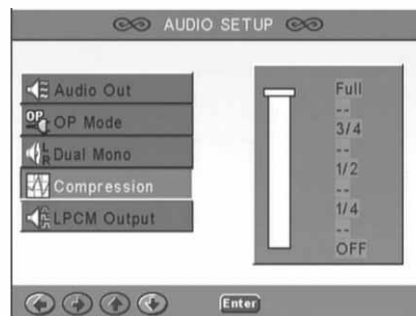 AUDIO SETUP
Audio Out
OP Mode
Dual Mono
Compression
LPCM Output
Full
--
3/4
--
1/2
--
1/4
--
OFF
Enter